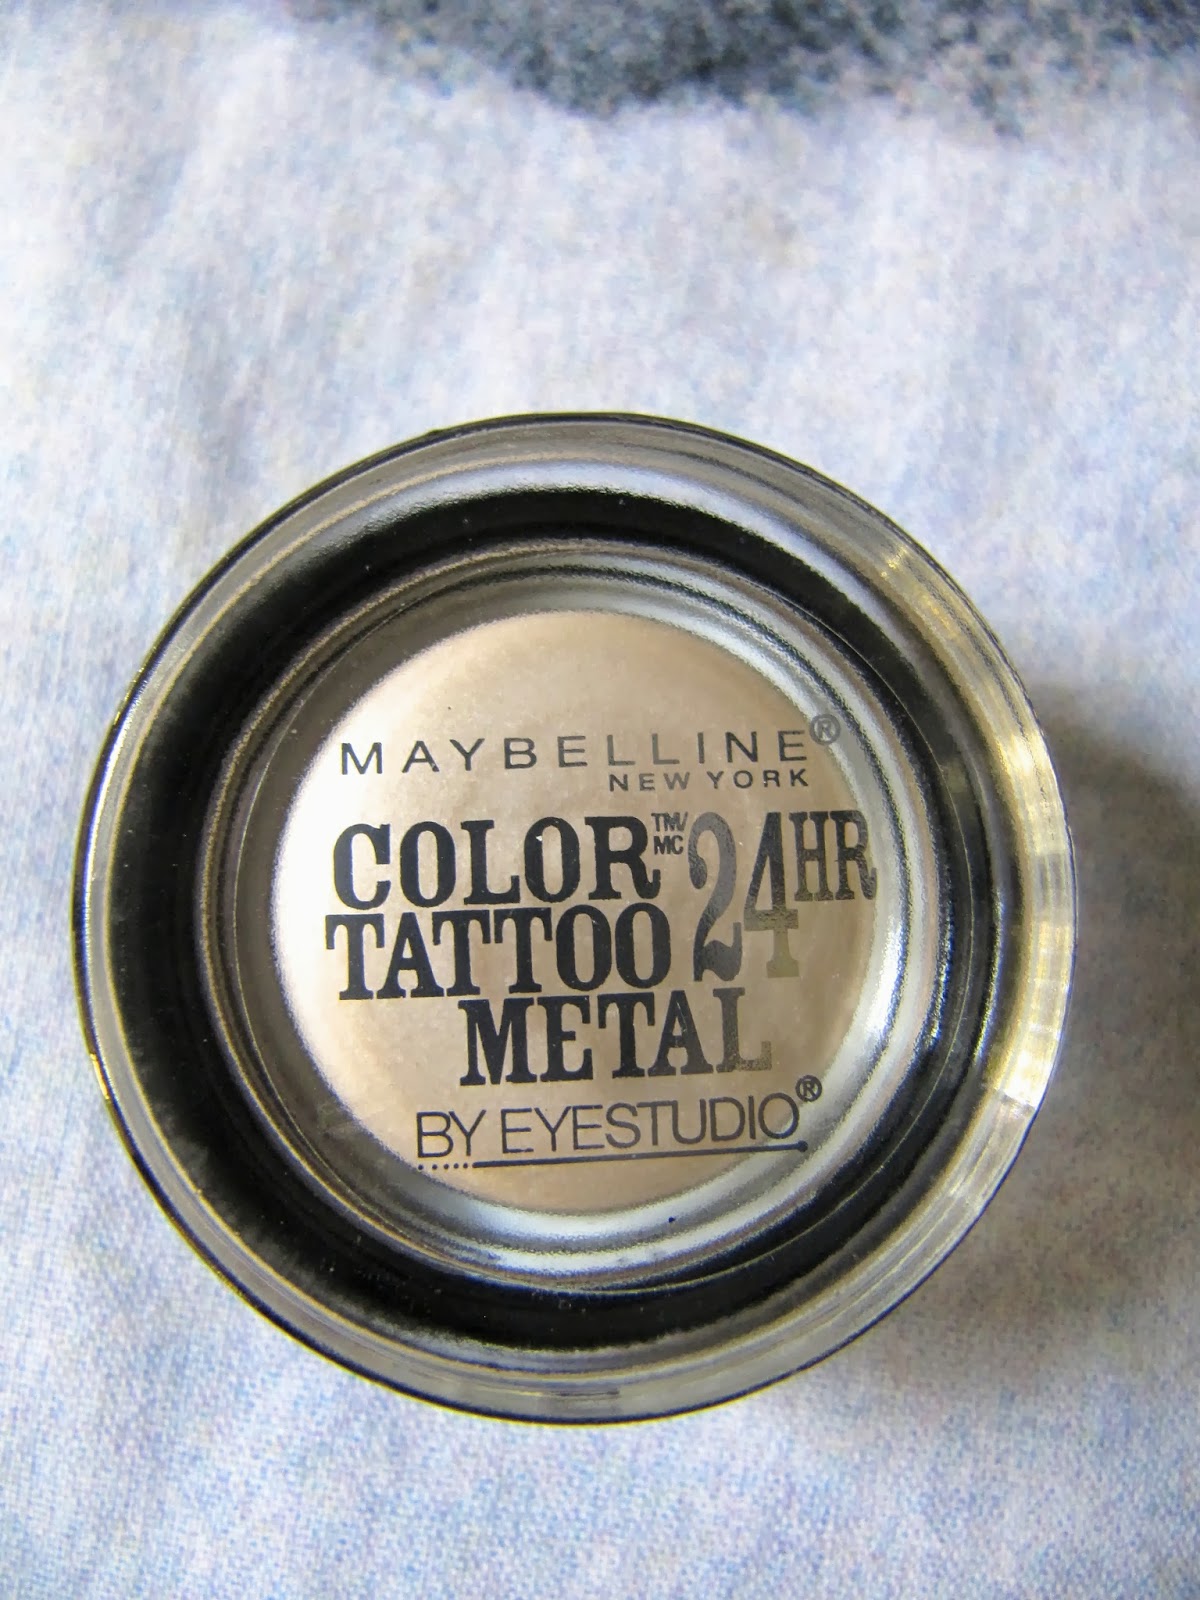 MAYBELLINE®
NEW YORK
COLOR™/MC 24HR
TATTOO
METAL
BY EYESTUDIO®